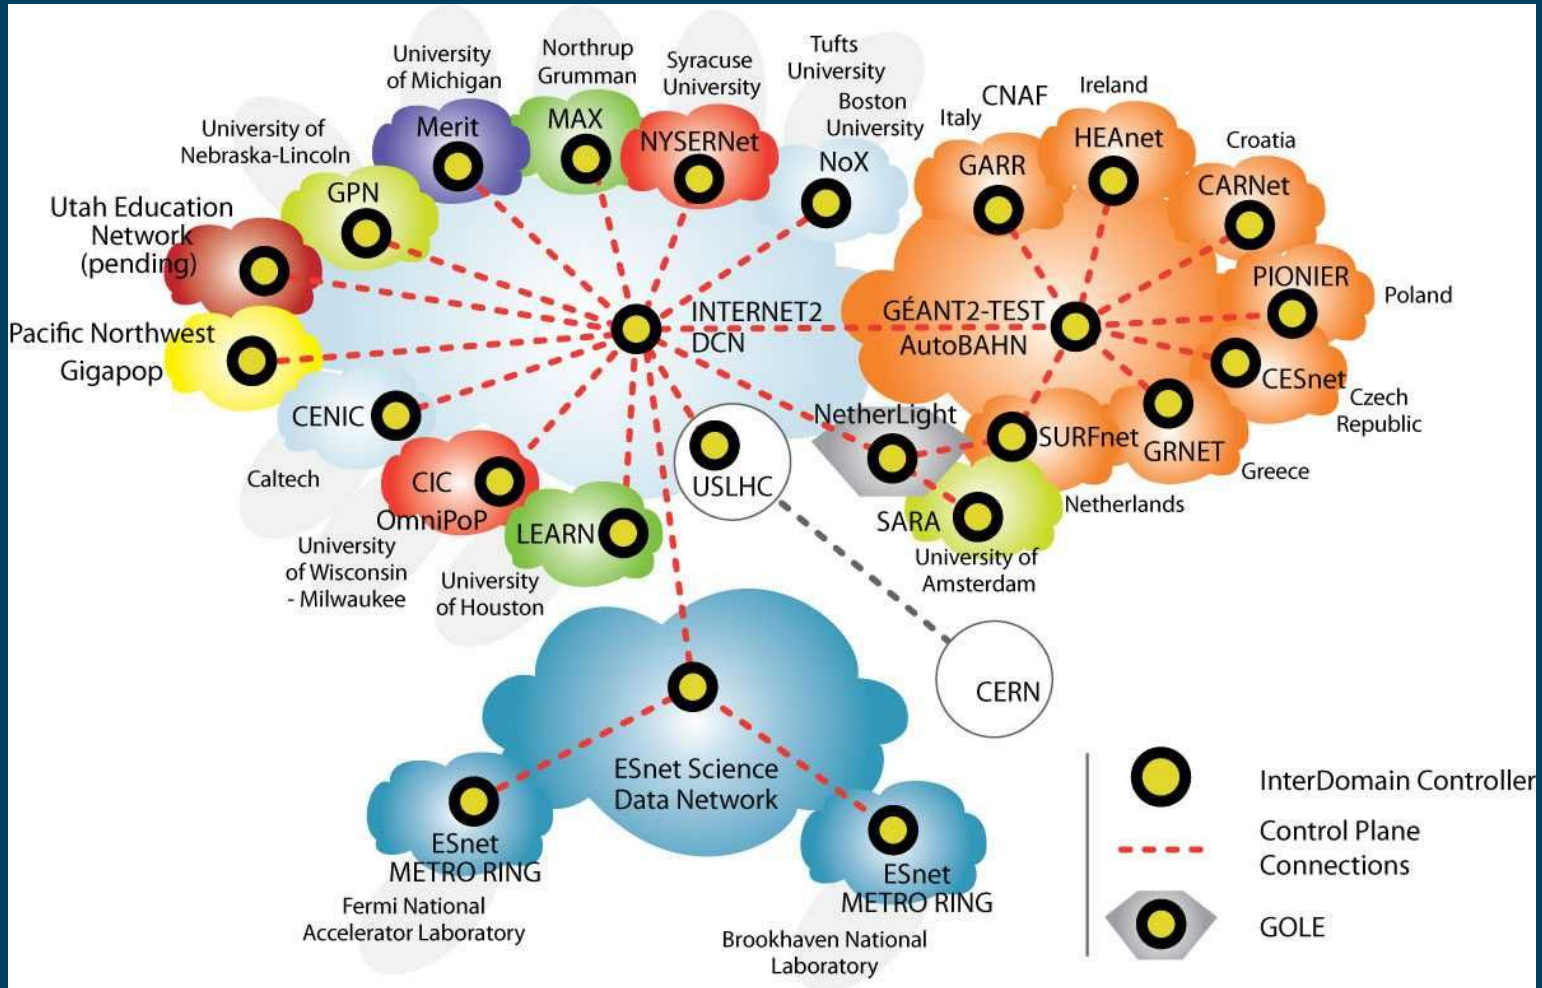 University
of Michigan
Northrup
Grumman
Syracuse
University
Tufts
University
Boston
University
CNAF
Italy
Ireland
Croatia
University of
Nebraska-Lincoln
Merit
MAX
NYSERNet
NoX
GARR
HEAnet
CARNet
GPN
Utah Education
Network
(pending)
PIONIER
Poland
Pacific Northwest
Gigapop
INTERNET2
DCN
GÉANT2-TEST
AutoBAHN
CESnet
Czech
Republic
CENIC
NetherLight
SURFnet
GRNET
Greece
Caltech
CIC
OmniPoP
USLHC
Netherlands
SARA
University of
Amsterdam
LEARN
University
of Wisconsin
- Milwaukee
University
of Houston
CERN
ESnet Science
Data Network
ESnet
METRO RING
Fermi National
Accelerator Laboratory
ESnet
METRO RING
Brookhaven National
Laboratory
InterDomain Controller
Control Plane
Connections
GOLE